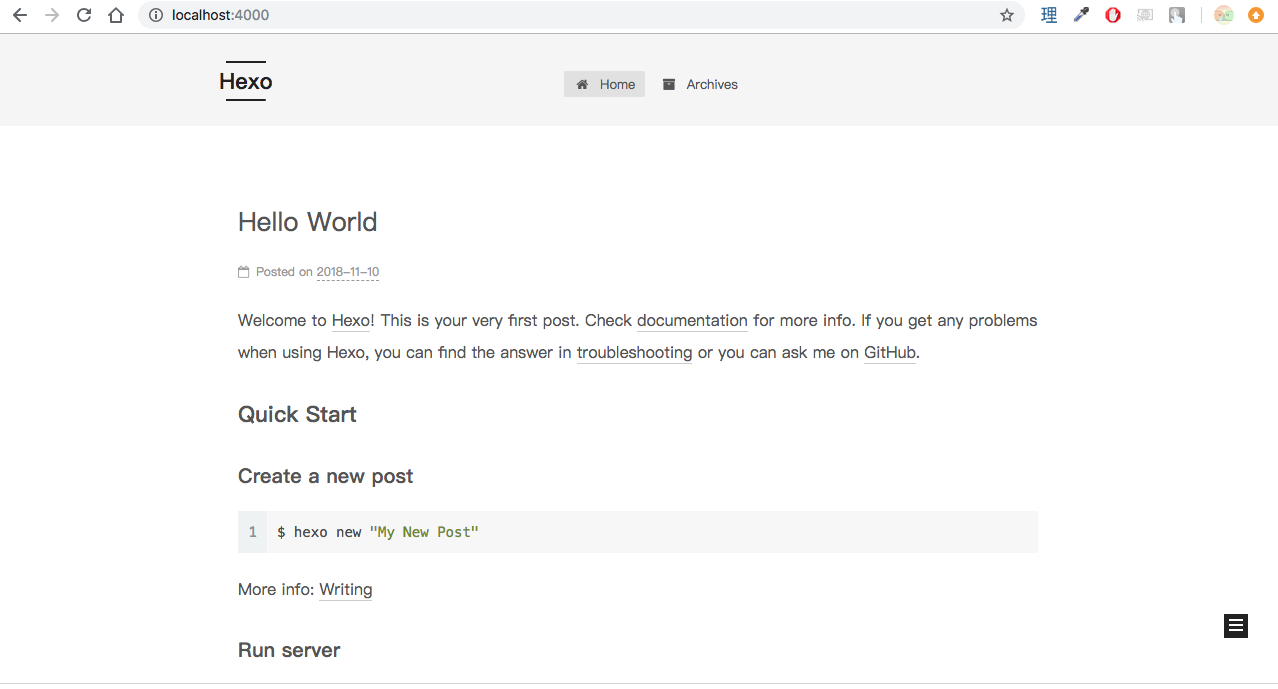 localhost:4000
理
Hexo
Home
Archives
Hello World
Posted on 2018-11-10
Welcome to Hexo! This is your very first post. Check documentation for more info. If you get any problems
when using Hexo, you can find the answer in troubleshooting or you can ask me on GitHub.
Quick Start
Create a new post
1 $ hexo new "My New Post"
More info: Writing
Run server